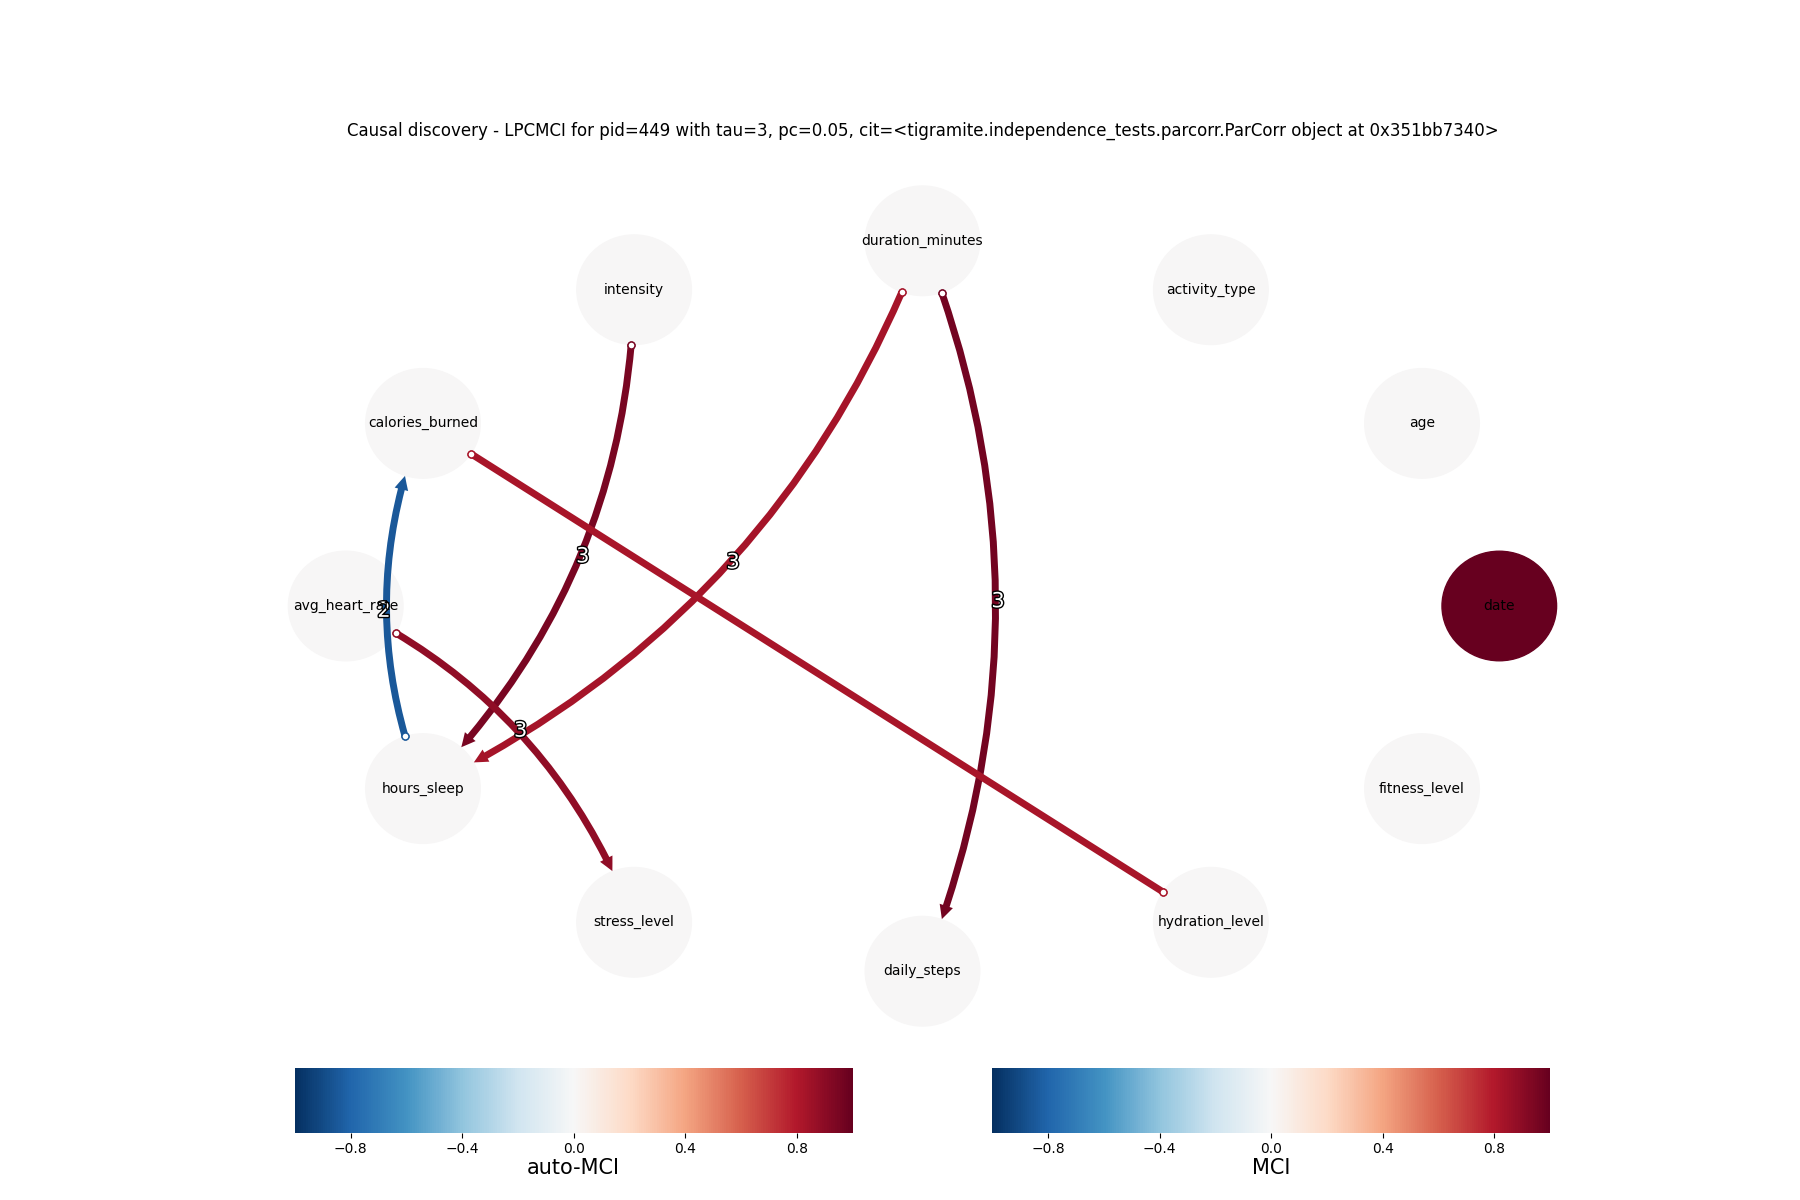 Causal discovery - LPCMCI for pid=449 with tau=3, pc=0.05, cit=<tigramite.independence_tests.parcorr.ParCorr object at 0x351bb7340>
duration_minutes
intensity
activity_type
calories_burned
age
3
3
3
avg_heart_rate
2
date
3
hours_sleep
fitness_level
stress_level
hydration_level
daily_steps
−0.8 −0.4 0.0 0.4 0.8
auto-MCI
−0.8 −0.4 0.0 0.4 0.8
MCI